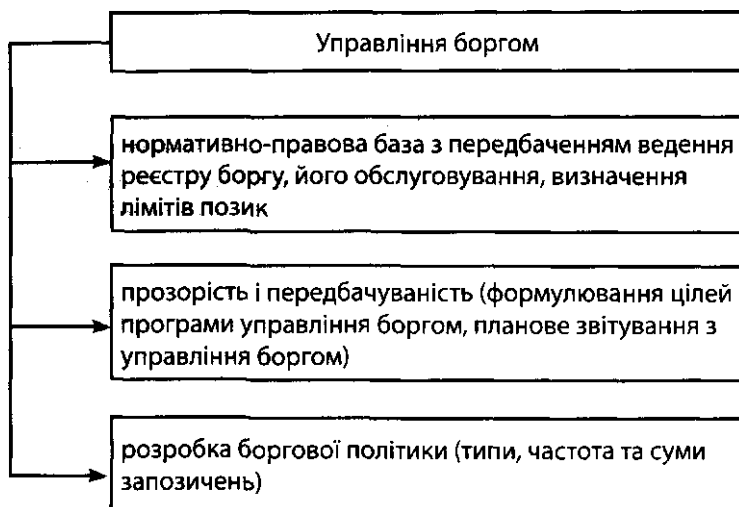 Управління боргом
нормативно-правова база з передбаченням ведення
реєстру боргу, його обслуговування, визначення
лімітів позик
прозорість і передбачуваність (формулювання цілей
програми управління боргом, планове звітування з
управління боргом)
розробка боргової політики (типи, частота та суми
запозичень)